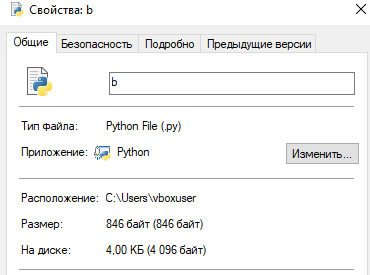 Свойства: b
Общие Безопасность Подробно Предыдущие версии
b
Тип файла: Python File (.py)
Приложение: Python Изменить...
Расположение: C:\Users\vboxuser
Размер: 846 байт (846 байт)
На диске: 4,00 КБ (4 096 байт)